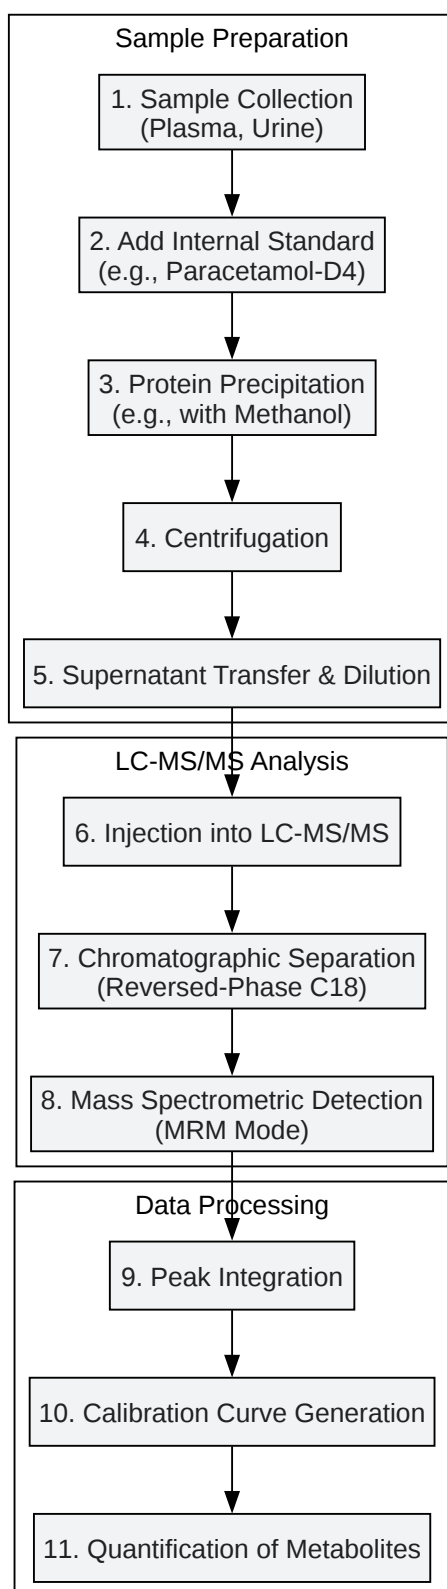 Sample Preparation
1. Sample Collection
(Plasma, Urine)
2. Add Internal Standard
(e.g., Paracetamol-D4)
3. Protein Precipitation
(e.g., with Methanol)
4. Centrifugation
5. Supernatant Transfer & Dilution
LC-MS/MS Analysis
6. Injection into LC-MS/MS
7. Chromatographic Separation
(Reversed-Phase C18)
8. Mass Spectrometric Detection
(MRM Mode)
Data Processing
9. Peak Integration
10. Calibration Curve Generation
11. Quantification of Metabolites